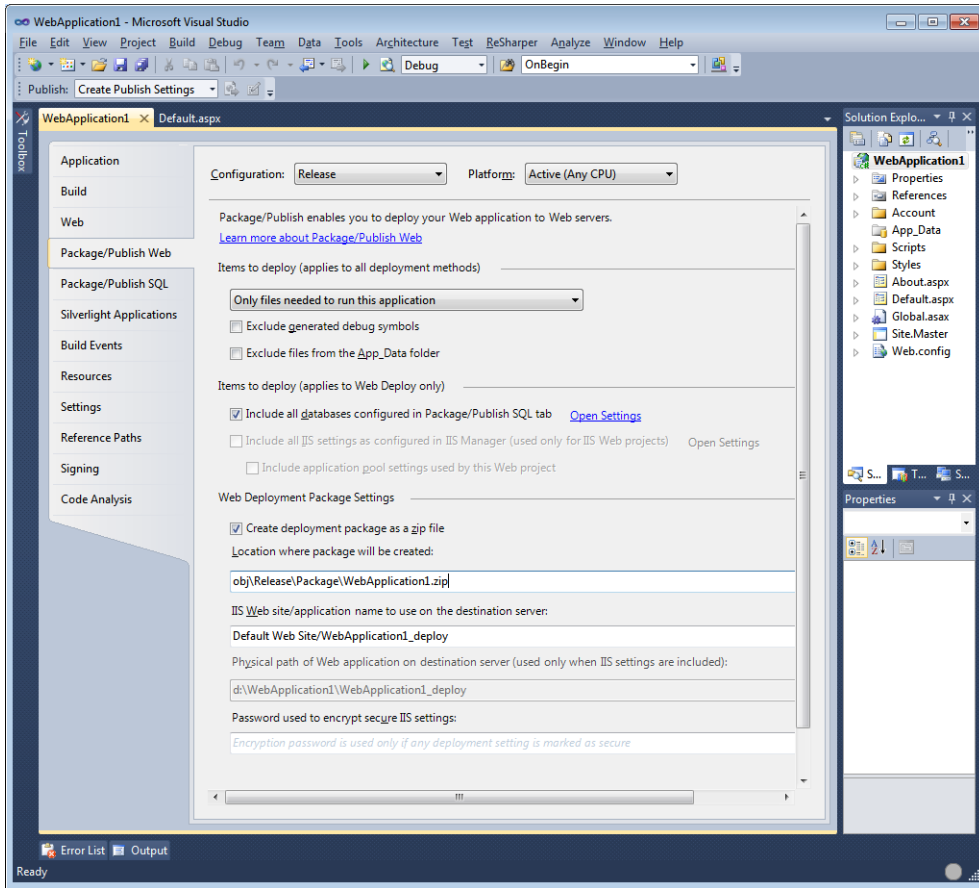 WebApplication1 - Microsoft Visual Studio
File Edit View Project Build Debug Team Data Tools Architecture Test ReSharper Analyze Window Help
Debug OnBegin
Publish: Create Publish Settings
Toolbox
WebApplication1 Default.aspx
Application
Build
Web
Package/Publish Web
Package/Publish SQL
Silverlight Applications
Build Events
Resources
Settings
Reference Paths
Signing
Code Analysis
Configuration: Release Platform: Active (Any CPU)
Package/Publish enables you to deploy your Web application to Web servers.
Learn more about Package/Publish Web
Items to deploy (applies to all deployment methods)
Only files needed to run this application
Exclude generated debug symbols
Exclude files from the App_Data folder
Items to deploy (applies to Web Deploy only)
Include all databases configured in Package/Publish SQL tab Open Settings
Include all IIS settings as configured in IIS Manager (used only for IIS Web projects) Open Settings
Include application pool settings used by this Web project
Web Deployment Package Settings
Create deployment package as a zip file
Location where package will be created:
obj\Release\Package\WebApplication1.zip
IIS Web site/application name to use on the destination server:
Default Web Site/WebApplication1_deploy
Physical path of Web application on destination server (used only when IIS settings are included):
d:\WebApplication1\WebApplication1_deploy
Password used to encrypt secure IIS settings:
Encryption password is used only if any deployment setting is marked as secure
Solution Explo...
WebApplication1
Properties
References
Account
App_Data
Scripts
Styles
About.aspx
Default.aspx
Global.asax
Site.Master
Web.config
S... T... S...
Properties
Error List Output
Ready